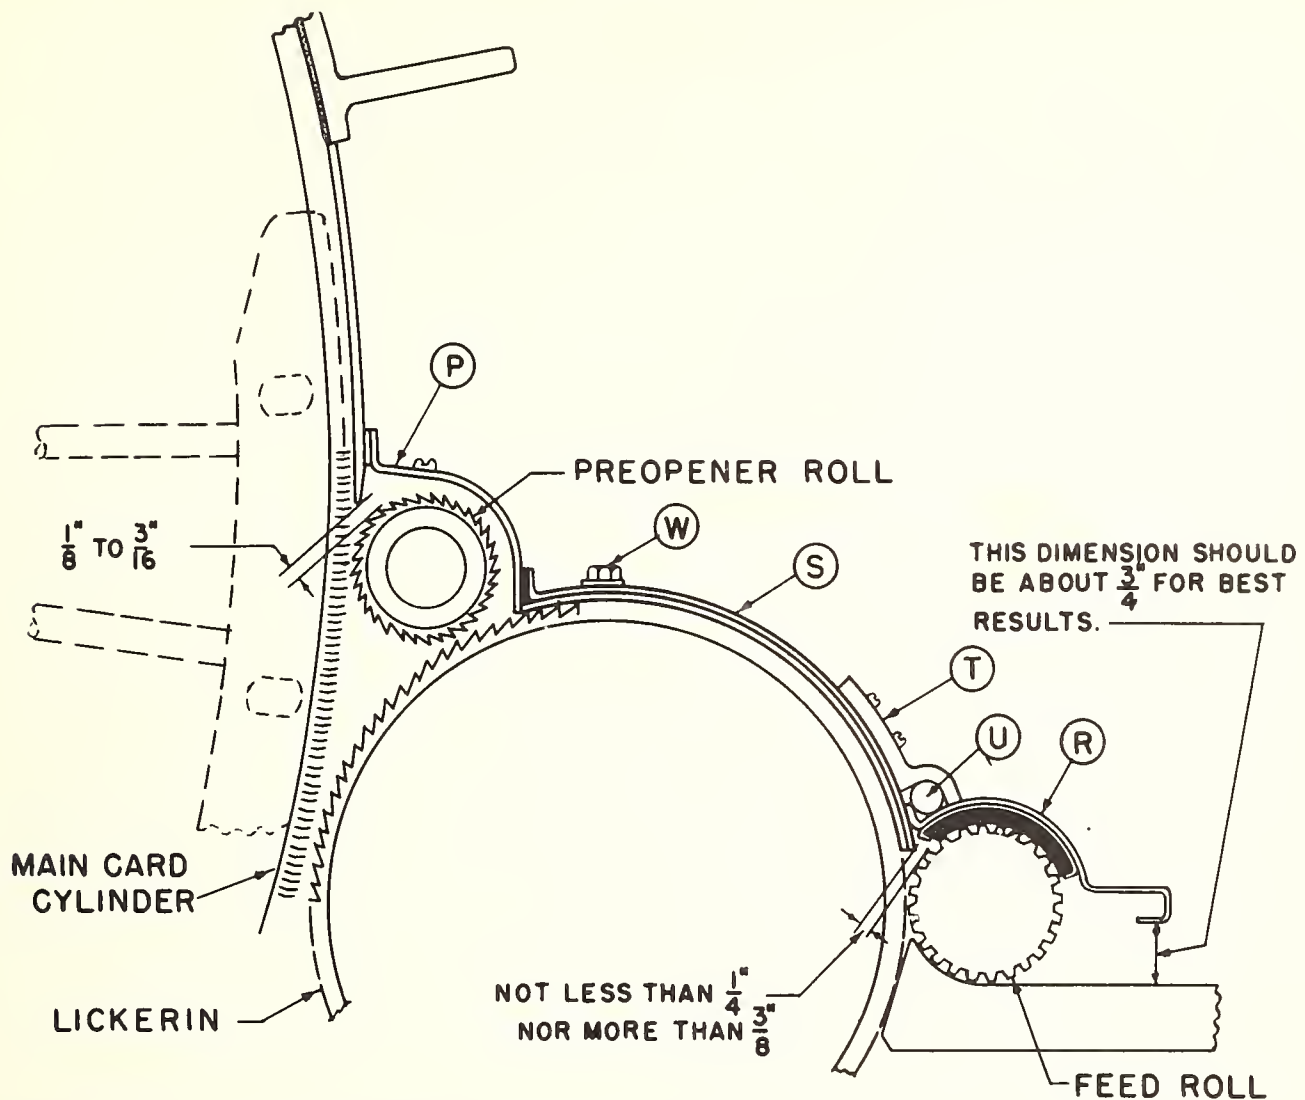 P
PREOPENER ROLL
1/8" TO 3/16"
W
S
THIS DIMENSION SHOULD
BE ABOUT 3/4" FOR BEST
RESULTS.
T
U
R
MAIN CARD
CYLINDER
NOT LESS THAN 1/4"
NOR MORE THAN 3/8"
LICKERIN
FEED ROLL